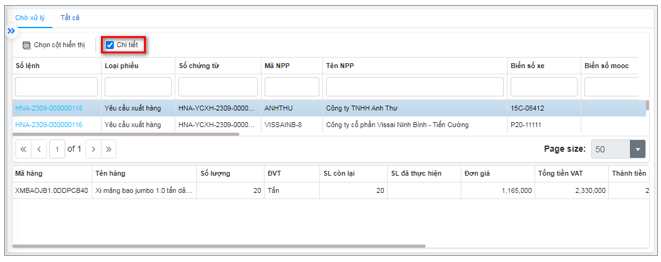 Chờ xử lý Tất cả
Chọn cột hiển thị Chi tiết
Số lệnh Loại phiếu Số chứng từ Mã NPP Tên NPP Biển số xe Biển số mooc
HNA-2309-000000118 Yêu cầu xuất hàng HNA-YCXH-2309-0000... ANHTHU Công ty TNHH Anh Thư 15C-08412
HNA-2309-000000116 Yêu cầu xuất hàng HNA-YCXH-2309-0000... VISSAINB-6 Công ty cổ phần Vissai Ninh Bình - Tiến Cường P20-11111
1 of 1 Page size: 50
Mã hàng Tên hàng Số lượng ĐVT SL còn lại SL đã thực hiện Đơn giá Tổng tiền VAT Thành tiền
XMBAOJB1.0DDPCB40 Xi măng bao jumbo 1.0 tấn dâ... 20 Tấn 20 1,165,000 2,330,000 2